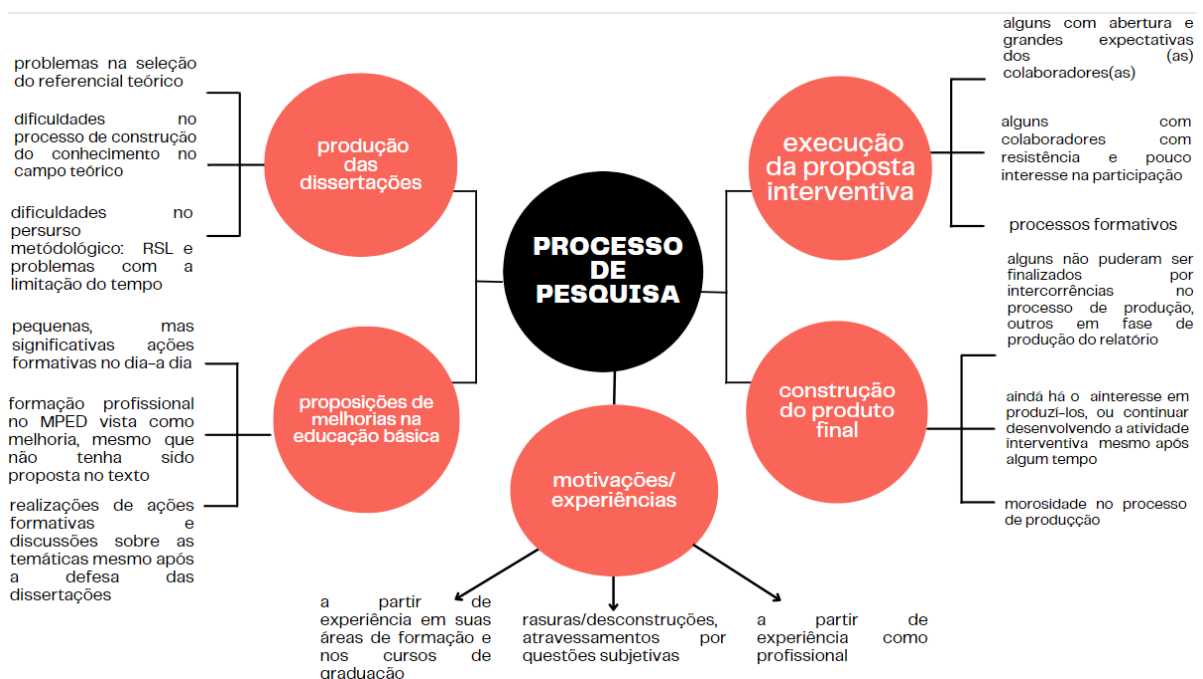 problemas na seleção
do referencial teórico
dificuldades no
processo de construção
do conhecimento no
campo teórico
dificuldades no
persurso
metódológico: RSL e
problemas com a
limitação do tempo
produção
das
dissertações
pequenas, mas
significativas ações
formativas no dia-a dia
formação profissional
no MPED vista como
melhoria, mesmo que
não tenha sido
proposta no texto
realizações de ações
formativas e
discussões sobre as
temáticas mesmo após
a defesa das
dissertações
proposições de
melhorias na
educação básica
PROCESSO
DE
PESQUISA
motivações/
experiências
a partir de
experiência em suas
áreas de formação e
nos cursos de
graduação
rasuras/desconstruções,
atravessamentos por
questões subjetivas
a partir de
experiência como
profissional
execução
da proposta
interventiva
alguns com abertura e
grandes expectativas
dos (as)
colaboradores(as)
alguns com
colaboradores com
resistência e pouco
interesse na participação
processos formativos
construção
do produto
final
alguns não puderam ser
finalizados por
intercorrências no
processo de produção,
outros em fase de
produção do relatório
aindá há o ainteresse em
produzí-los, ou continuar
desenvolvendo a atividade
interventiva mesmo após
algum tempo
morosidade no processo
de producção